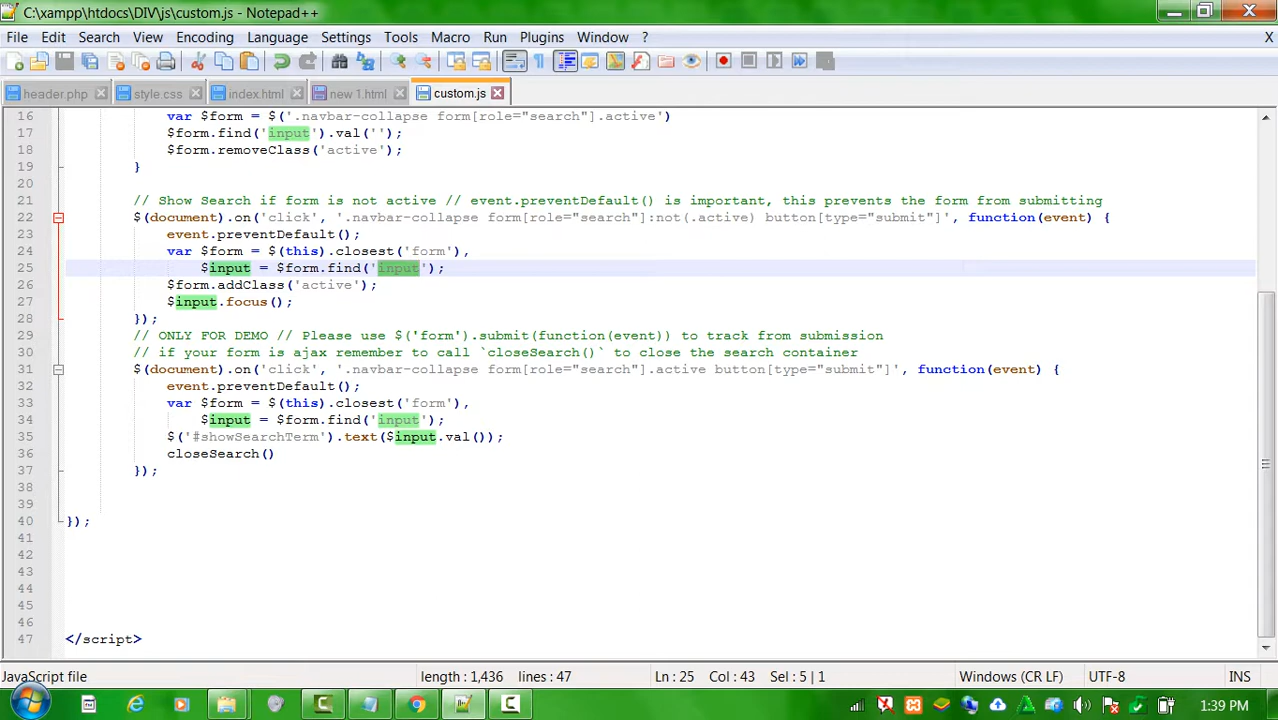 C:\xampp\htdocs\DIV\js\custom.js - Notepad++
File Edit Search View Encoding Language Settings Tools Macro Run Plugins Window ? X
header.php style.css index.html new 1.html custom.js
16 var $form = $('.navbar-collapse form[role="search"].active')
17 $form.find('input').val('');
18 $form.removeClass('active');
19 }
20
21 // Show Search if form is not active // event.preventDefault() is important, this prevents the form from submitting
22 $(document).on('click', '.navbar-collapse form[role="search"]:not(.active) button[type="submit"]', function(event) {
23 event.preventDefault();
24 var $form = $(this).closest('form'),
25 $input = $form.find('input');
26 $form.addClass('active');
27 $input.focus();
28 });
29 // ONLY FOR DEMO // Please use $('form').submit(function(event)) to track from submission
30 // if your form is ajax remember to call `closeSearch()` to close the search container
31 $(document).on('click', '.navbar-collapse form[role="search"].active button[type="submit"]', function(event) {
32 event.preventDefault();
33 var $form = $(this).closest('form'),
34 $input = $form.find('input');
35 $('#showSearchTerm').text($input.val());
36 closeSearch()
37 });
38
39
40 });
41
42
43
44
45
46
47 </script>
JavaScript file length : 1,436 lines : 47 Ln : 25 Col : 43 Sel : 5 | 1 Windows (CR LF) UTF-8 INS
1:39 PM